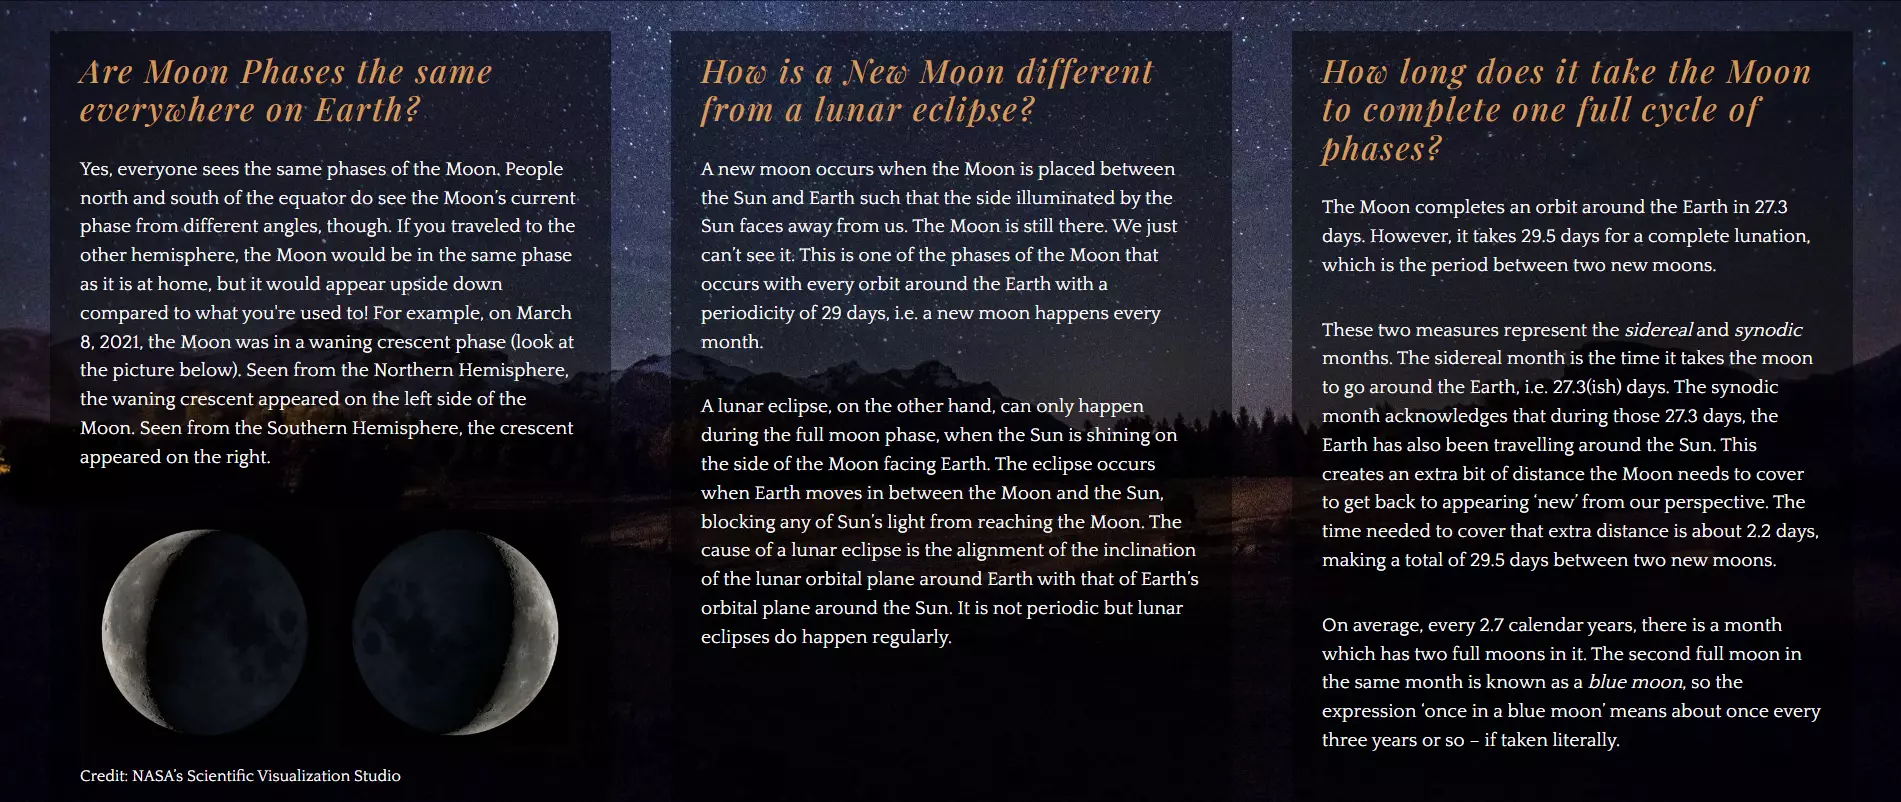 Are Moon Phases the same
everywhere on Earth?
Yes, everyone sees the same phases of the Moon. People
north and south of the equator do see the Moon’s current
phase from different angles, though. If you traveled to the
other hemisphere, the Moon would be in the same phase
as it is at home, but it would appear upside down
compared to what you're used to! For example, on March
8, 2021, the Moon was in a waning crescent phase (look at
the picture below). Seen from the Northern Hemisphere,
the waning crescent appeared on the left side of the
Moon. Seen from the Southern Hemisphere, the crescent
appeared on the right.
Credit: NASA’s Scientific Visualization Studio
How is a New Moon different
from a lunar eclipse?
A new moon occurs when the Moon is placed between
the Sun and Earth such that the side illuminated by the
Sun faces away from us. The Moon is still there. We just
can’t see it. This is one of the phases of the Moon that
occurs with every orbit around the Earth with a
periodicity of 29 days, i.e. a new moon happens every
month.
A lunar eclipse, on the other hand, can only happen
during the full moon phase, when the Sun is shining on
the side of the Moon facing Earth. The eclipse occurs
when Earth moves in between the Moon and the Sun,
blocking any of Sun’s light from reaching the Moon. The
cause of a lunar eclipse is the alignment of the inclination
of the lunar orbital plane around Earth with that of Earth’s
orbital plane around the Sun. It is not periodic but lunar
eclipses do happen regularly.
How long does it take the Moon
to complete one full cycle of
phases?
The Moon completes an orbit around the Earth in 27.3
days. However, it takes 29.5 days for a complete lunation,
which is the period between two new moons.
These two measures represent the sidereal and synodic
months. The sidereal month is the time it takes the moon
to go around the Earth, i.e. 27.3(ish) days. The synodic
month acknowledges that during those 27.3 days, the
Earth has also been travelling around the Sun. This
creates an extra bit of distance the Moon needs to cover
to get back to appearing ‘new’ from our perspective. The
time needed to cover that extra distance is about 2.2 days,
making a total of 29.5 days between two new moons.
On average, every 2.7 calendar years, there is a month
which has two full moons in it. The second full moon in
the same month is known as a blue moon, so the
expression ‘once in a blue moon’ means about once every
three years or so – if taken literally.